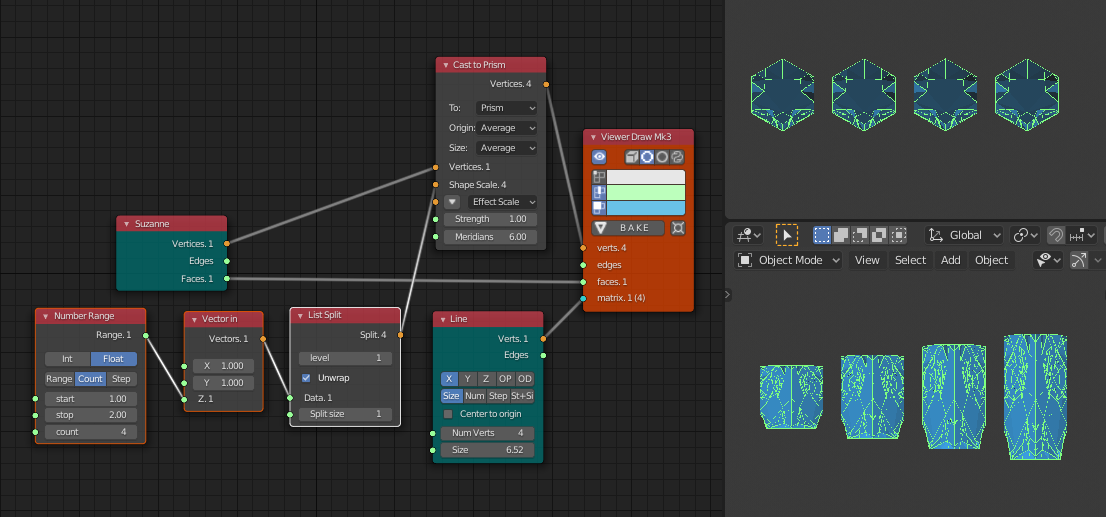 Cast to Prism
Vertices. 4
To: Prism
Origin: Average
Size: Average
Vertices. 1
Shape Scale. 4
Effect Scale
Strength 1.00
Meridians 6.00
Viewer Draw Mk3
BAKE
verts. 4
edges
faces. 1
matrix. 1 (4)
Suzanne
Vertices. 1
Edges
Faces. 1
Number Range
Range. 1
Int Float
Range Count Step
start 1.00
stop 2.00
count 4
Vector in
Vectors. 1
X 1.000
Y 1.000
Z. 1
List Split
Split. 4
level 1
Unwrap
Data. 1
Split size 1
Line
Verts. 1
Edges
X Y Z OP OD
Size Num Step St+Si
Center to origin
Num Verts 4
Size 6.52
Global
Object Mode View Select Add Object